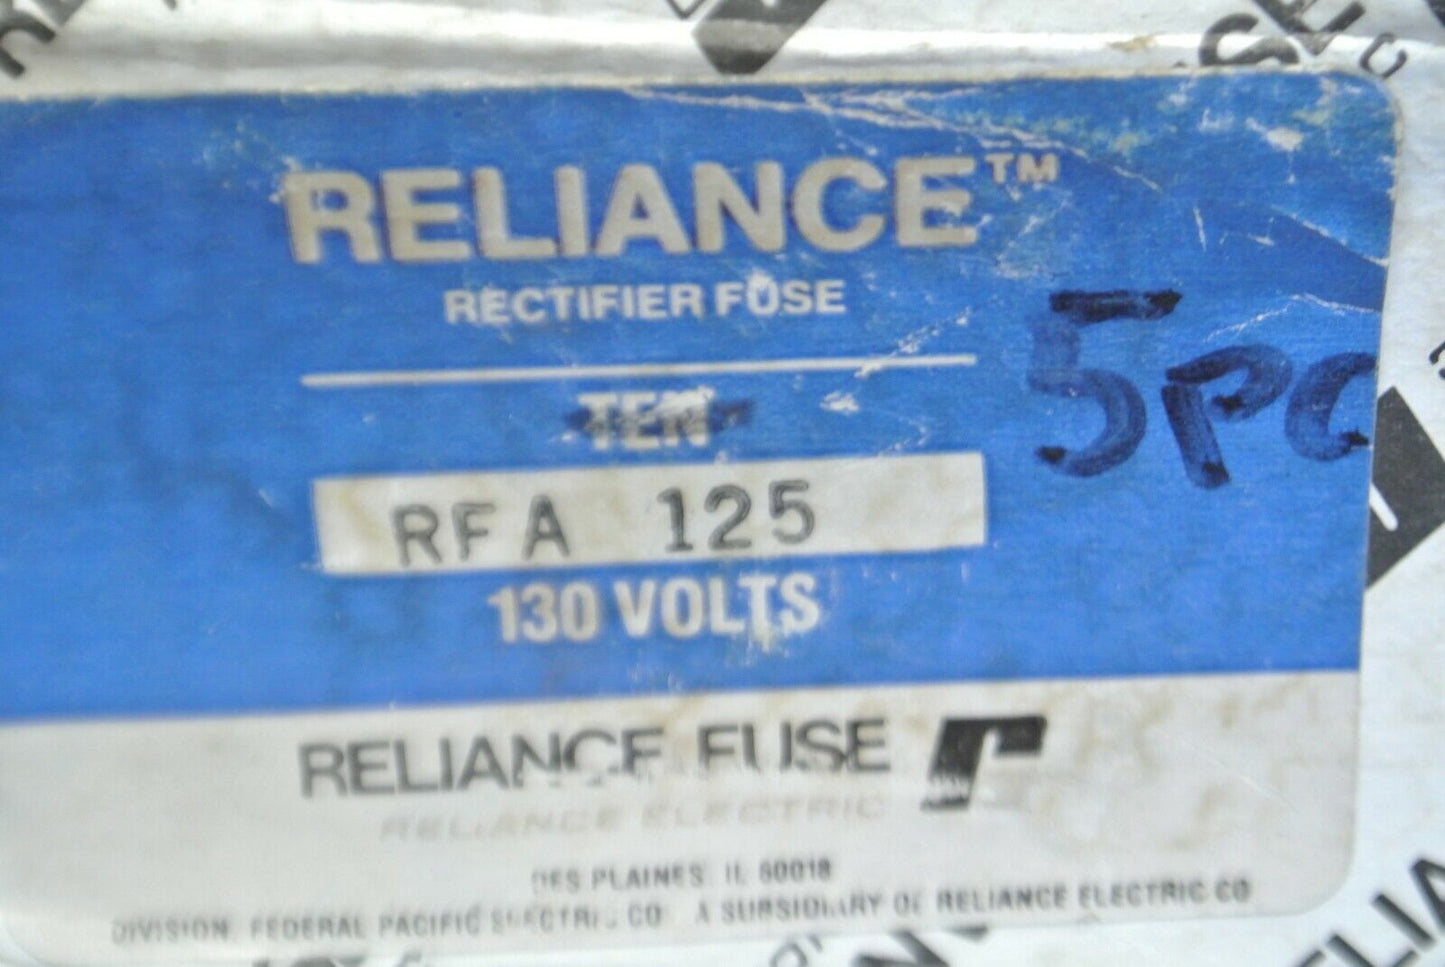 RELIANCE™
RECTIFIER FUSE
TEN
5PC
RFA 125
130 VOLTS
RELIANCE FUSE
RELIANCE ELECTRIC
DES PLAINES IL 60018
DIVISION, FEDERAL PACIFIC ELECTRIC CO A SUBSIDIARY OF RELIANCE ELECTRIC CO